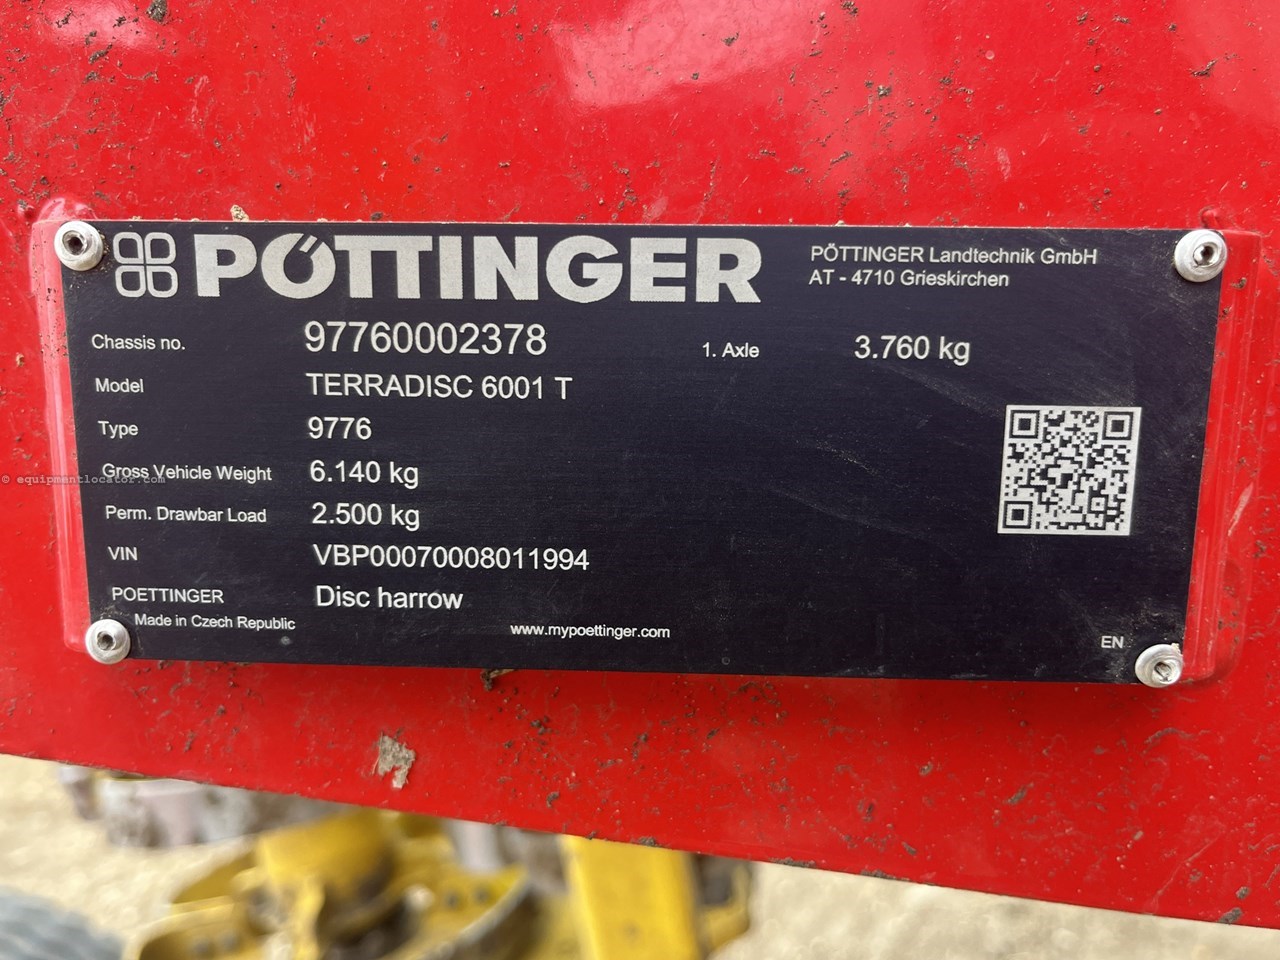 PÖTTINGER
PÖTTINGER Landtechnik GmbH
AT - 4710 Grieskirchen
Chassis no. 97760002378 1. Axle 3.760 kg
Model TERRADISC 6001 T
Type 9776
Gross Vehicle Weight 6.140 kg
© equipmentlocator.com
Perm. Drawbar Load 2.500 kg
VIN VBP00070008011994
POETTINGER Disc harrow
Made in Czech Republic
www.mypoettinger.com
EN